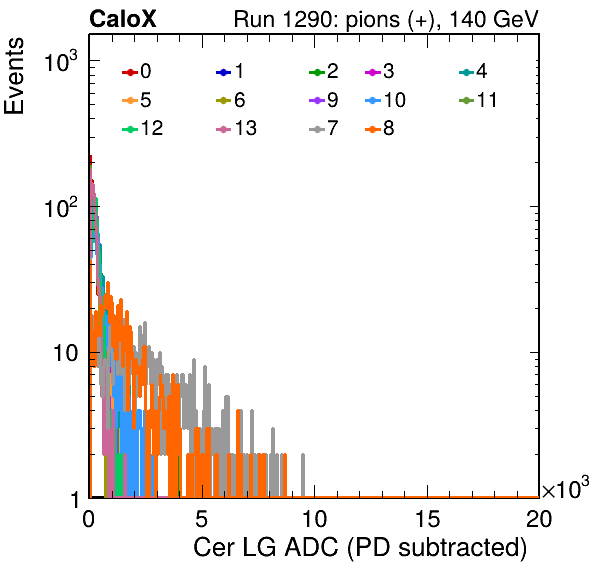 CaloX Run 1290: pions (+), 140 GeV
Events
10³
0 1 2 3 4
5 6 9 10 11
12 13 7 8
10²
10
1
0 5 10 15 20 ×10³
Cer LG ADC (PD subtracted)